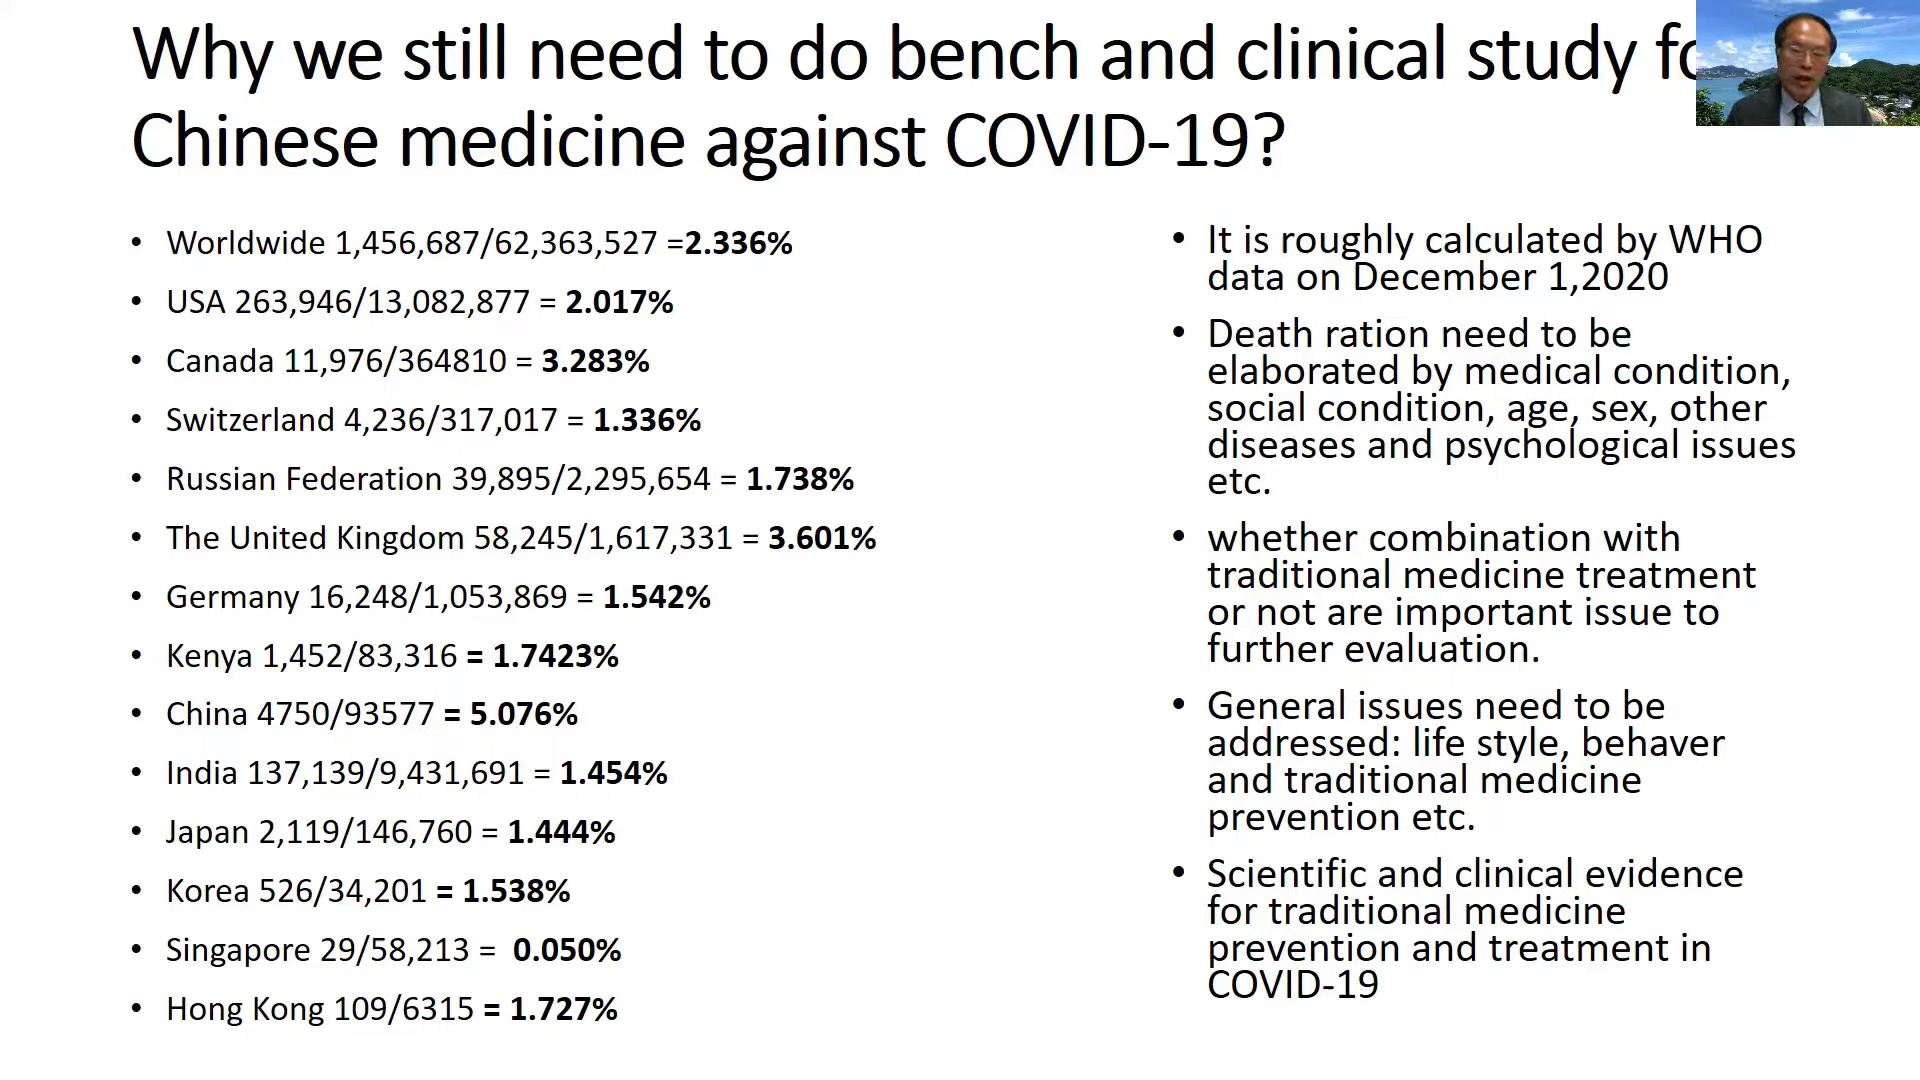 Why we still need to do bench and clinical study fo
Chinese medicine against COVID-19?
• Worldwide 1,456,687/62,363,527 =2.336%
• USA 263,946/13,082,877 = 2.017%
• Canada 11,976/364810 = 3.283%
• Switzerland 4,236/317,017 = 1.336%
• Russian Federation 39,895/2,295,654 = 1.738%
• The United Kingdom 58,245/1,617,331 = 3.601%
• Germany 16,248/1,053,869 = 1.542%
• Kenya 1,452/83,316 = 1.7423%
• China 4750/93577 = 5.076%
• India 137,139/9,431,691 = 1.454%
• Japan 2,119/146,760 = 1.444%
• Korea 526/34,201 = 1.538%
• Singapore 29/58,213 = 0.050%
• Hong Kong 109/6315 = 1.727%
• It is roughly calculated by WHO
data on December 1,2020
• Death ration need to be
elaborated by medical condition,
social condition, age, sex, other
diseases and psychological issues
etc.
• whether combination with
traditional medicine treatment
or not are important issue to
further evaluation.
• General issues need to be
addressed: life style, behaver
and traditional medicine
prevention etc.
• Scientific and clinical evidence
for traditional medicine
prevention and treatment in
COVID-19